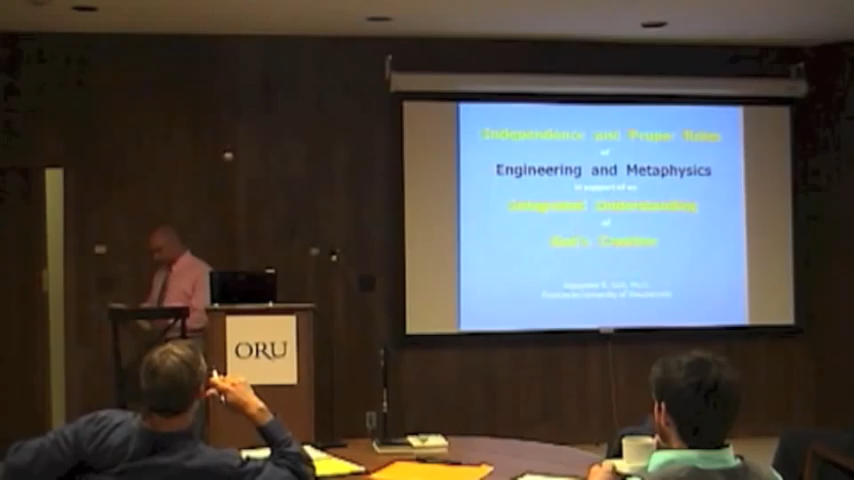 Independence and Proper Roles
of
Engineering and Metaphysics
in support of an
Integrated Understanding
of
God's Creation
ORU